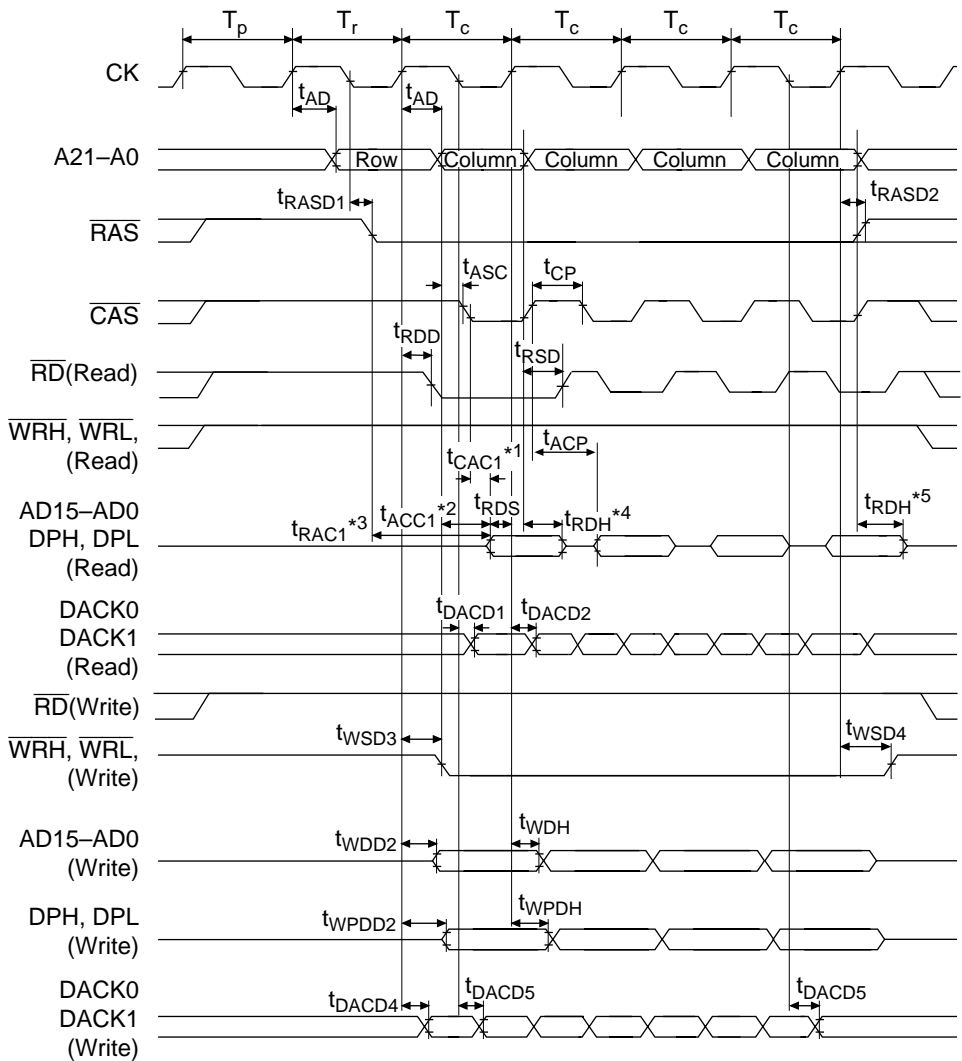 Tp Tr Tc Tc Tc Tc
CK
tAD tAD
A21–A0 Row Column Column Column Column
tRASD1 tRASD2
RAS
tASC tCP
CAS
tRDD tRSD
RD(Read)
WRH, WRL,
(Read)
tACP
tCAC1*1
AD15–AD0
DPH, DPL
(Read)
tRAC1*3 tACC1*2 tRDS tRDH*4 tRDH*5
DACK0
DACK1
(Read)
tDACD1 tDACD2
RD(Write)
WRH, WRL,
(Write)
tWSD3 tWSD4
AD15–AD0
(Write)
tWDD2 tWDH
DPH, DPL
(Write)
tWPDD2 tWPDH
DACK0
DACK1
(Write)
tDACD4 tDACD5 tDACD5